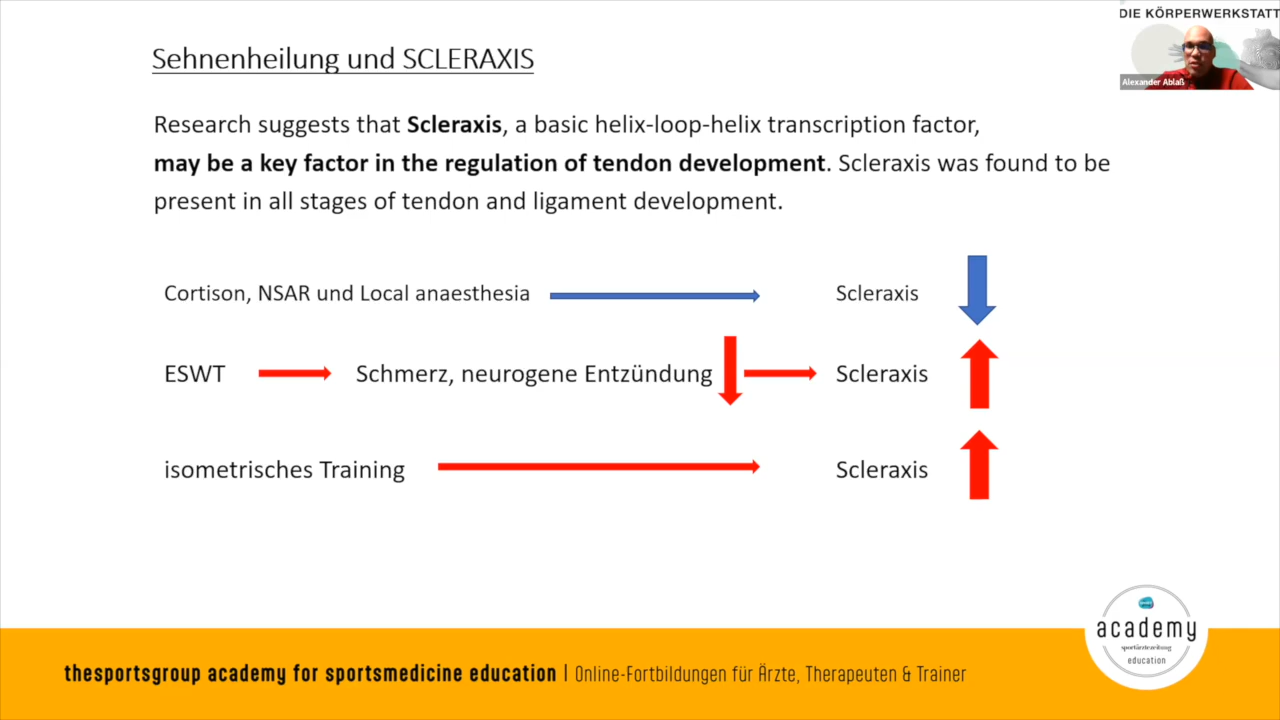 DIE KÖRPERWERKSTATT
Alexander Ablaß
Sehnenheilung und SCLERAXIS
Research suggests that Scleraxis, a basic helix-loop-helix transcription factor,
may be a key factor in the regulation of tendon development. Scleraxis was found to be
present in all stages of tendon and ligament development.
Cortison, NSAR und Local anaesthesia Scleraxis
ESWT Schmerz, neurogene Entzündung Scleraxis
isometrisches Training Scleraxis
academy
sportärztezeitung
education
thesportsgroup academy for sportsmedicine education | Online-Fortbildungen für Ärzte, Therapeuten & Trainer